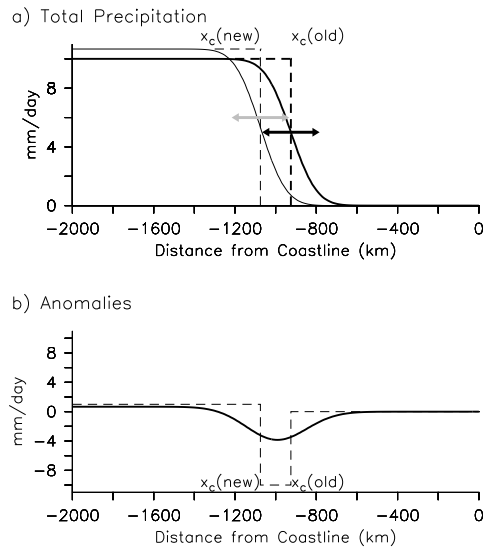 a) Total Precipitation
x_c(new) x_c(old)
mm/day
8
4
0
-2000 -1600 -1200 -800 -400 0
Distance from Coastline (km)
b) Anomalies
mm/day
8
4
0
-4
-8
x_c(new) x_c(old)
-2000 -1600 -1200 -800 -400 0
Distance from Coastline (km)